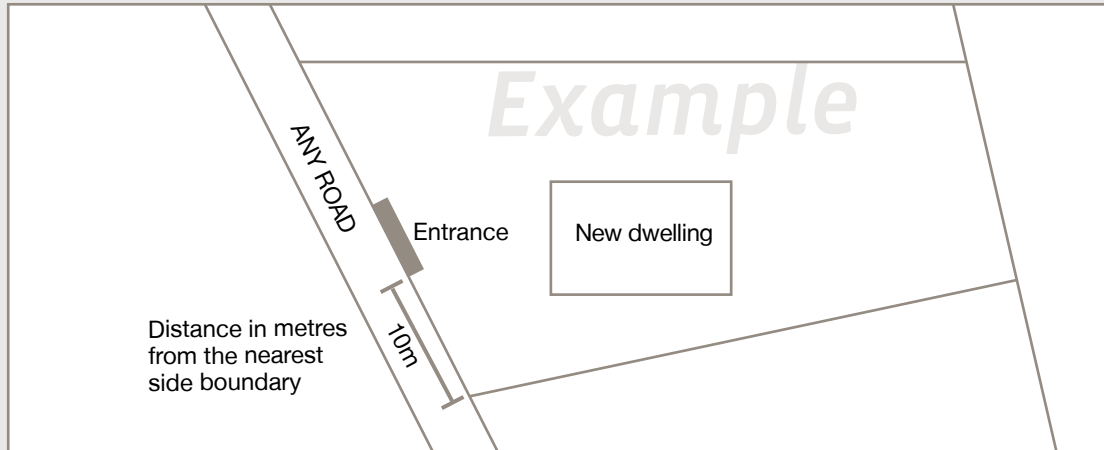 Example
ANY ROAD
Entrance
New dwelling
Distance in metres
from the nearest
side boundary
10m